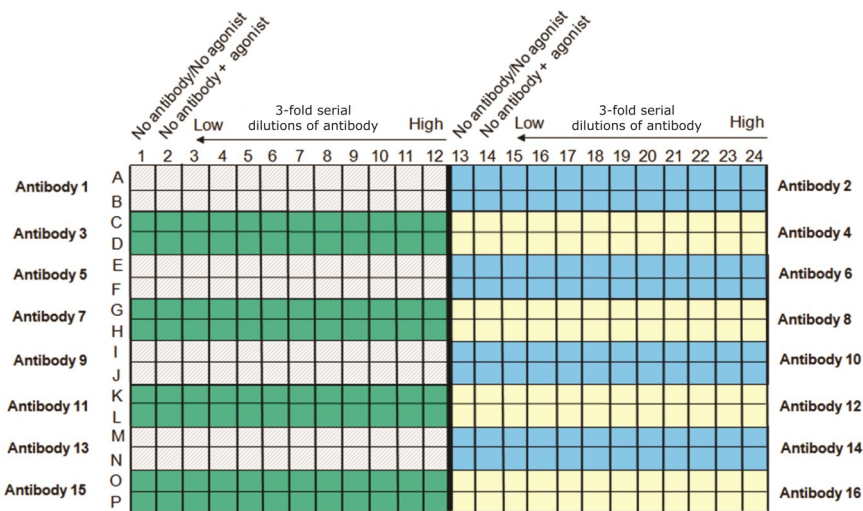 No antibody/No agonist
No antibody + agonist
Low
3-fold serial
dilutions of antibody
High
No antibody/No agonist
No antibody + agonist
Low
3-fold serial
dilutions of antibody
High
1 2 3 4 5 6 7 8 9 10 11 12 13 14 15 16 17 18 19 20 21 22 23 24
Antibody 1 A Antibody 2
B
Antibody 3 C Antibody 4
D
Antibody 5 E Antibody 6
F
Antibody 7 G Antibody 8
H
Antibody 9 I Antibody 10
J
Antibody 11 K Antibody 12
L
Antibody 13 M Antibody 14
N
Antibody 15 O Antibody 16
P